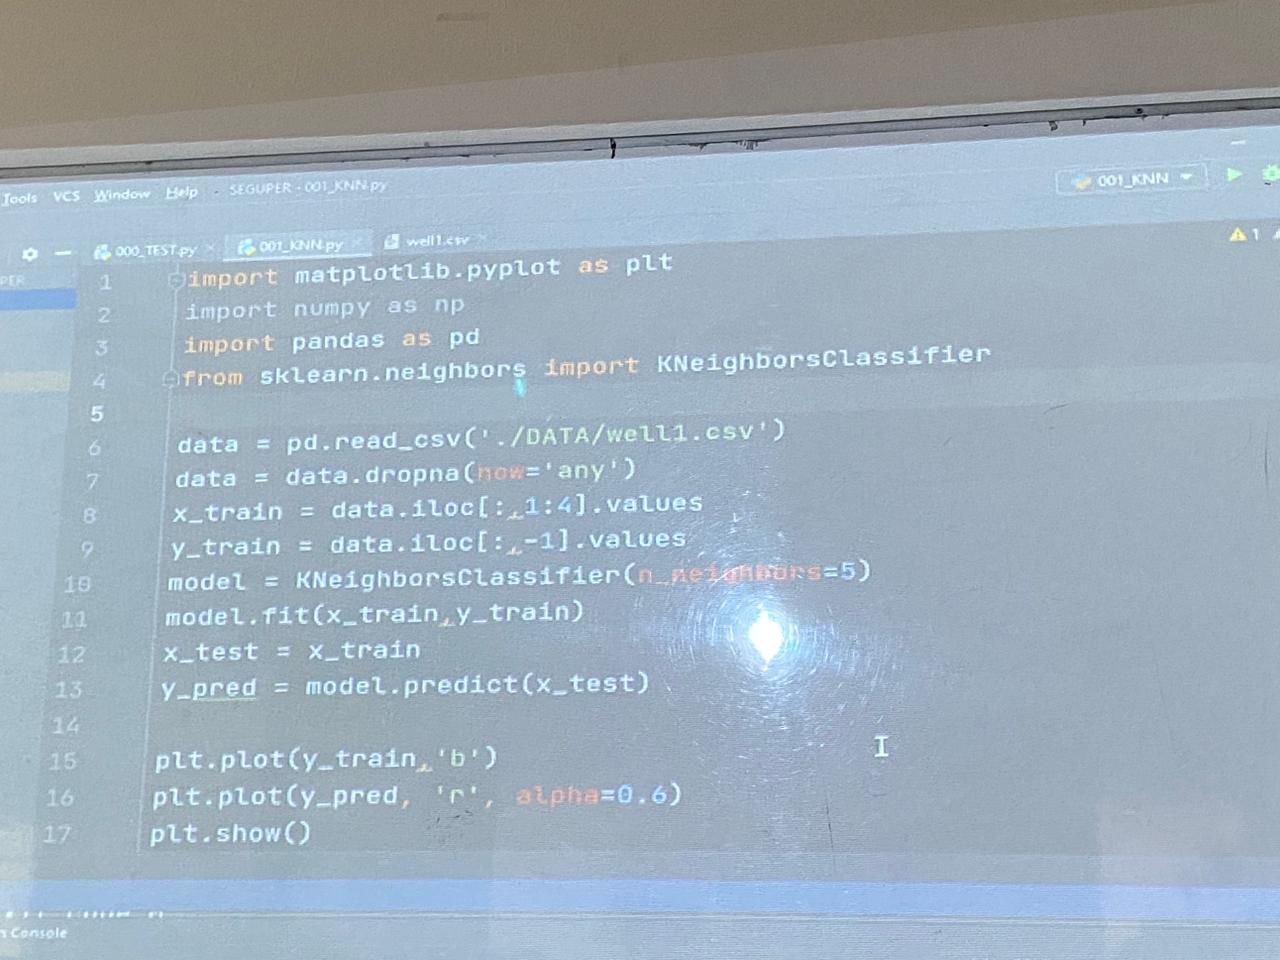 Tools VCS Window Help SEGUPER - 001_KNN.py
001_KNN
000_TEST.py 001_KNN.py well1.csv
1
PER
1 import matplotlib.pyplot as plt
2 import numpy as np
3 import pandas as pd
4 from sklearn.neighbors import KNeighborsClassifier
5
6 data = pd.read_csv('./DATA/well1.csv')
7 data = data.dropna(how='any')
8 x_train = data.iloc[:,1:4].values
9 y_train = data.iloc[:,-1].values
10 model = KNeighborsClassifier(n_neighbors=5)
11 model.fit(x_train,y_train)
12 x_test = x_train
13 y_pred = model.predict(x_test)
14
15 plt.plot(y_train,'b')
16 plt.plot(y_pred, 'r', alpha=0.6)
17 plt.show()
Console